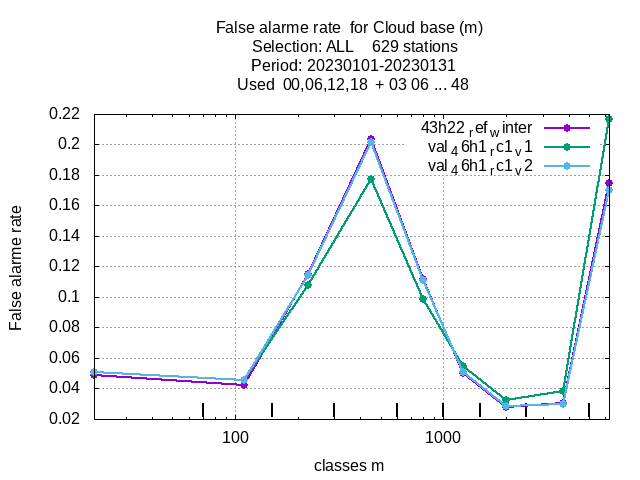 False alarme rate  for Cloud base (m)
Selection: ALL    629 stations
Period: 20230101-20230131
Used  00,06,12,18  + 03 06 ... 48
False alarme rate
0.22
0.2
0.18
0.16
0.14
0.12
0.1
0.08
0.06
0.04
0.02
43h22_ref_winter
val_46h1_rc1_v1
val_46h1_rc1_v2
100
1000
classes m